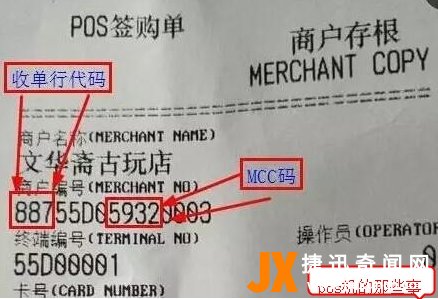 POS签购单
商户存根
MERCHANT COPY
收单行代码
商户名称(MERCHANT NAME)
文华斋古玩店
MCC码
商户编号(MERCHANT NO)
88755D059320003
终端编号(TERMINAL NO)
操作员(OPERATOR
55D00001
卡号(CARD NUMBER)
JX捷讯奇闻网
pos机的那些事